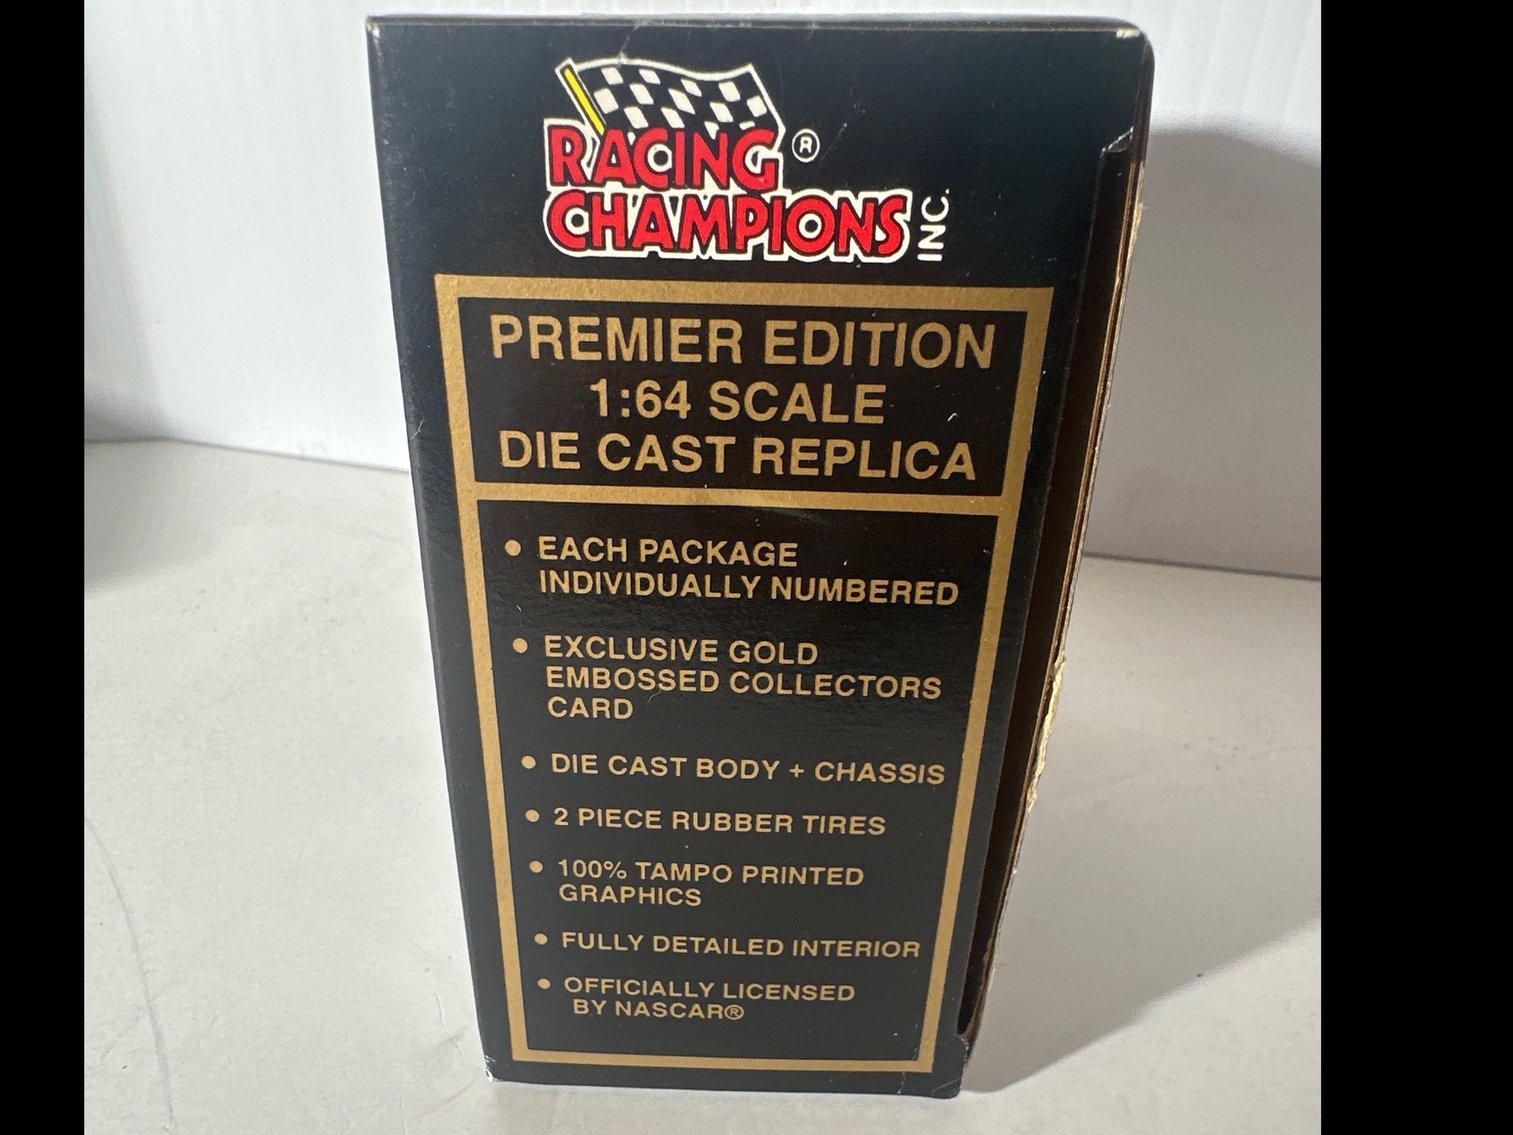 RACING ®
CHAMPIONS INC.
PREMIER EDITION
1:64 SCALE
DIE CAST REPLICA
• EACH PACKAGE
INDIVIDUALLY NUMBERED
• EXCLUSIVE GOLD
EMBOSSED COLLECTORS
CARD
• DIE CAST BODY + CHASSIS
• 2 PIECE RUBBER TIRES
• 100% TAMPO PRINTED
GRAPHICS
• FULLY DETAILED INTERIOR
• OFFICIALLY LICENSED
BY NASCAR®